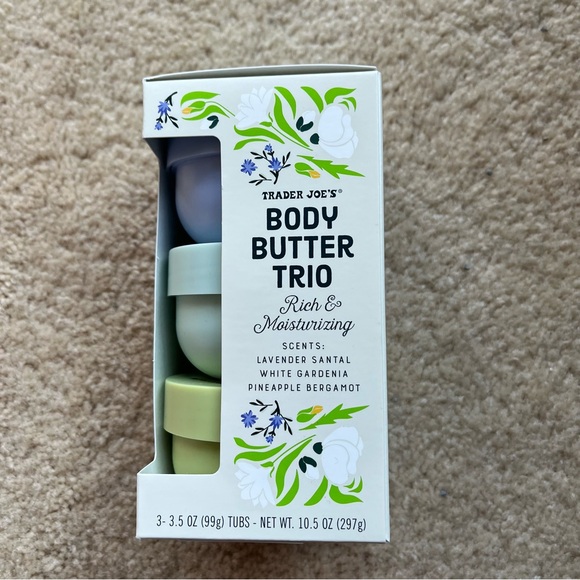 TRADER JOE'S®
BODY
BUTTER
TRIO
Rich &
Moisturizing
SCENTS:
LAVENDER SANTAL
WHITE GARDENIA
PINEAPPLE BERGAMOT
3- 3.5 OZ (99g) TUBS - NET WT. 10.5 OZ (297g)